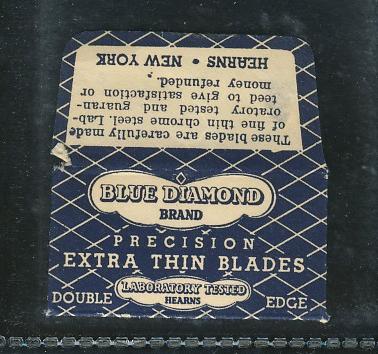 These blades are carefully made
of fine thin chrome steel. Lab-
oratory tested and guaran-
teed to give satisfaction or
money refunded.
HEARNS • NEW YORK
BLUE DIAMOND
BRAND
PRECISION
EXTRA THIN BLADES
DOUBLE
LABORATORY TESTED
HEARNS
EDGE